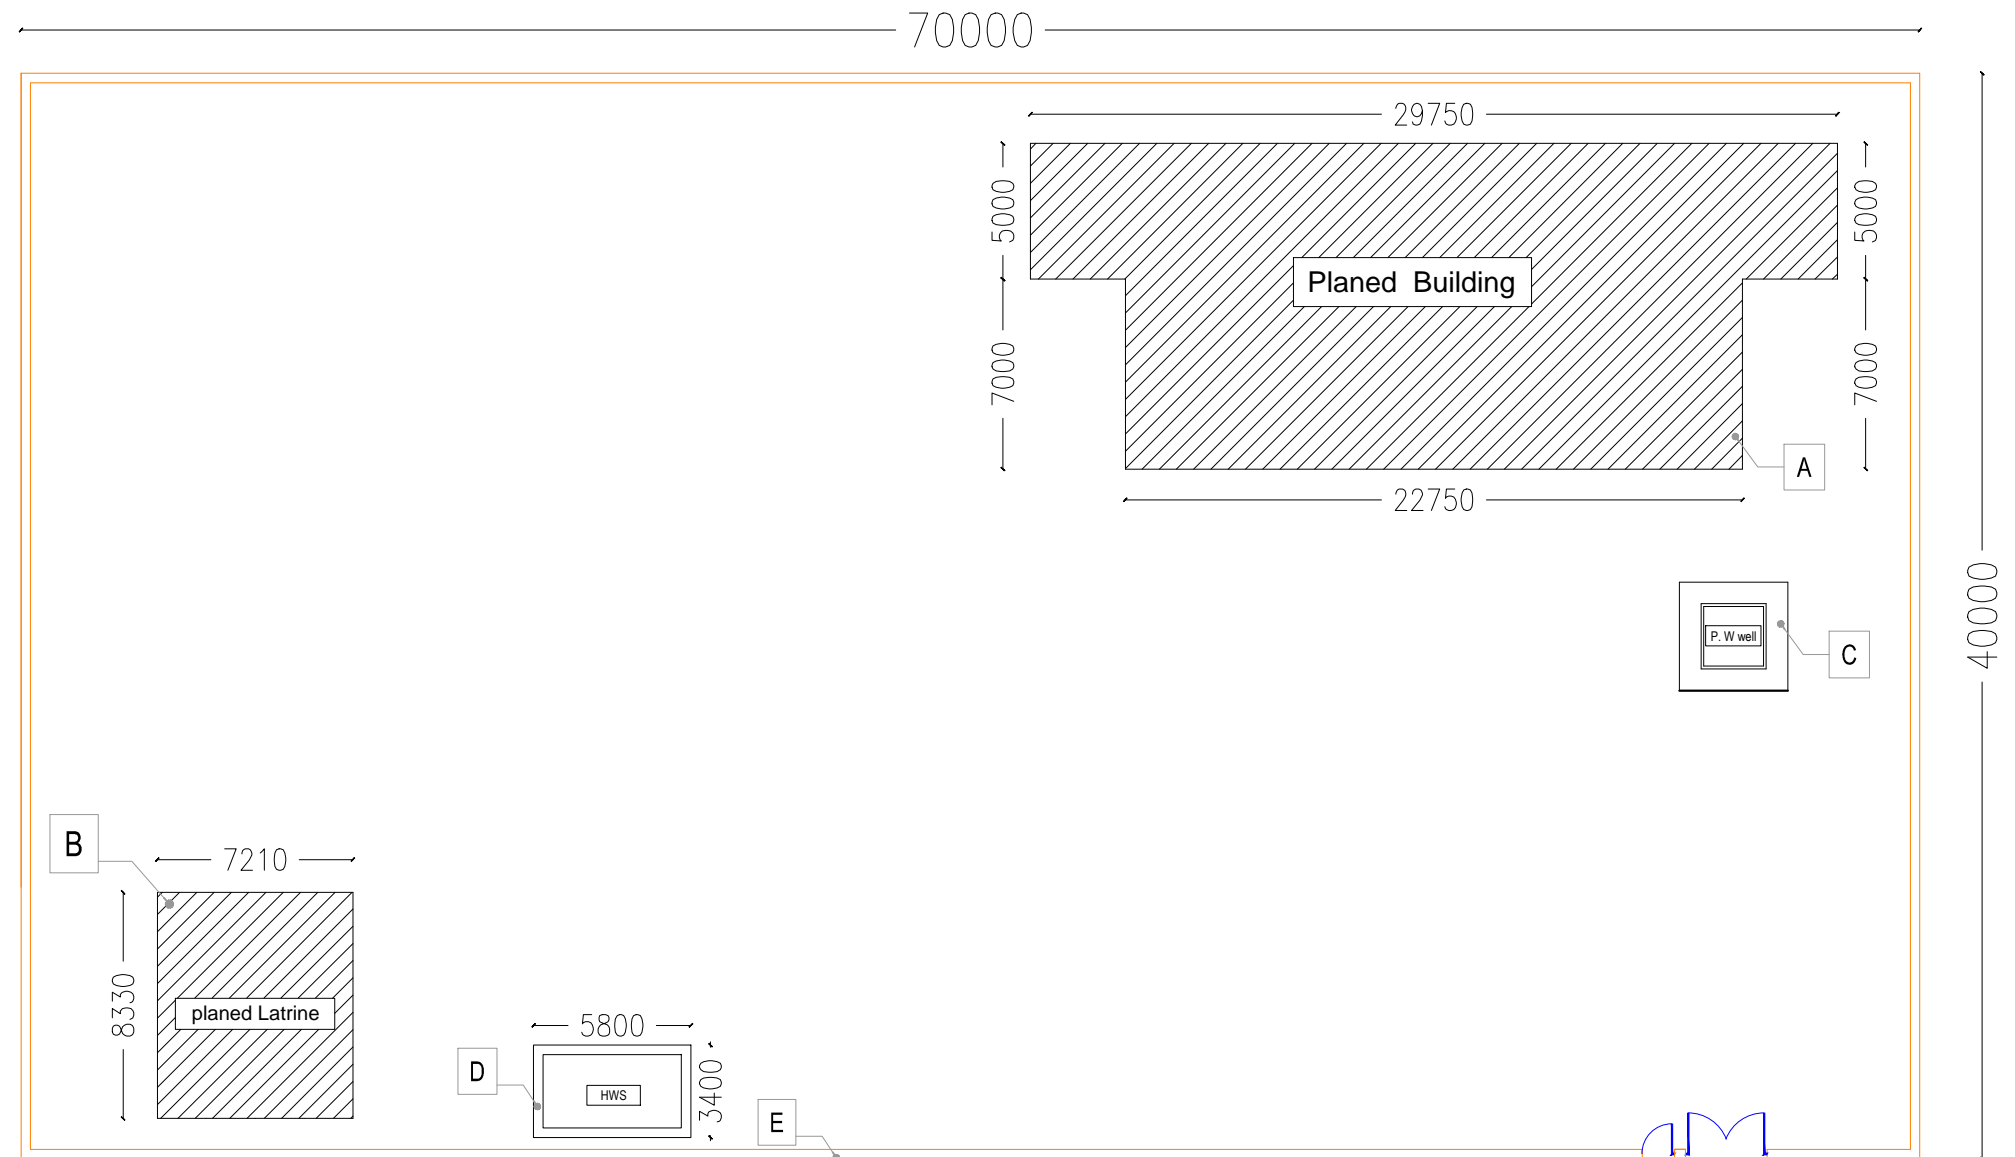 70000
29750
5000
5000
Planed Building
7000
7000
A
22750
40000
P. W well
C
B
7210
8330
planed Latrine
5800
D
HWS
3400
E